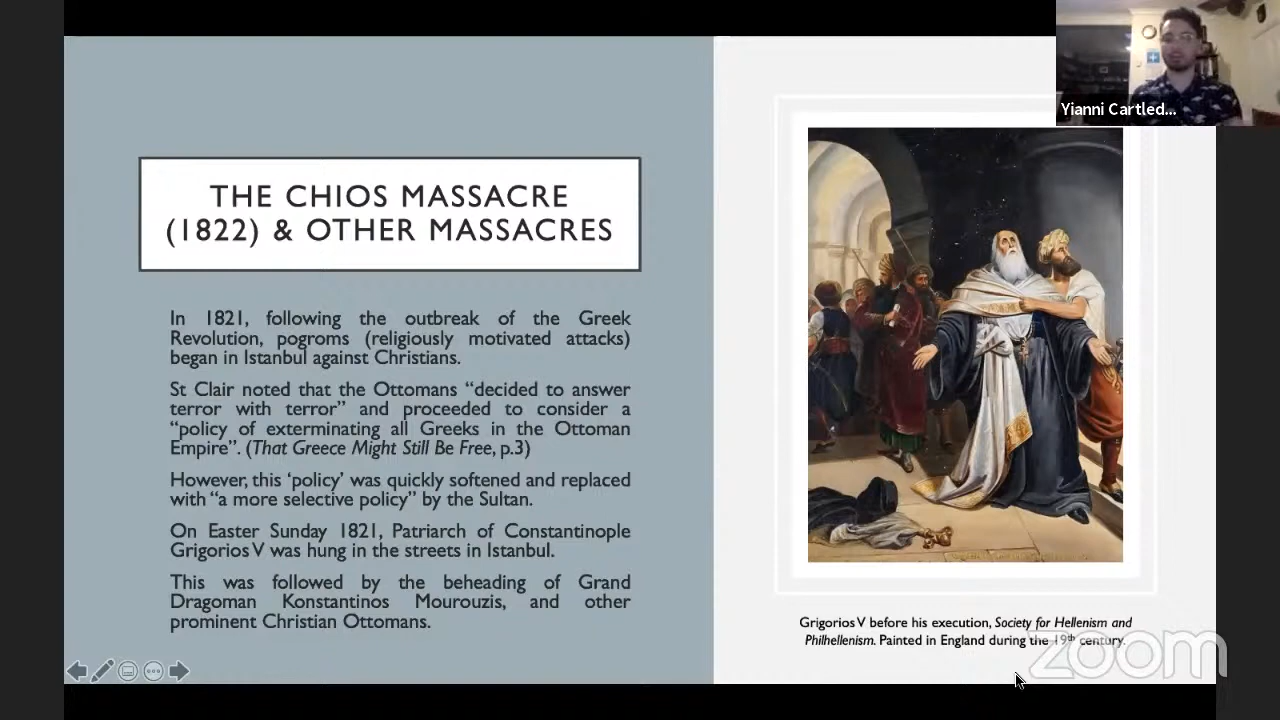 Yianni Cartled...
THE CHIOS MASSACRE
(1822) & OTHER MASSACRES
In 1821, following the outbreak of the Greek
Revolution, pogroms (religiously motivated attacks)
began in Istanbul against Christians.
St Clair noted that the Ottomans “decided to answer
terror with terror” and proceeded to consider a
“policy of exterminating all Greeks in the Ottoman
Empire”. (That Greece Might Still Be Free, p.3)
However, this ‘policy’ was quickly softened and replaced
with “a more selective policy” by the Sultan.
On Easter Sunday 1821, Patriarch of Constantinople
Grigorios V was hung in the streets in Istanbul.
This was followed by the beheading of Grand
Dragoman Konstantinos Mourouzis, and other
prominent Christian Ottomans.
Grigorios V before his execution, Society for Hellenism and
Philhellenism. Painted in England during the 19th century.
zoom